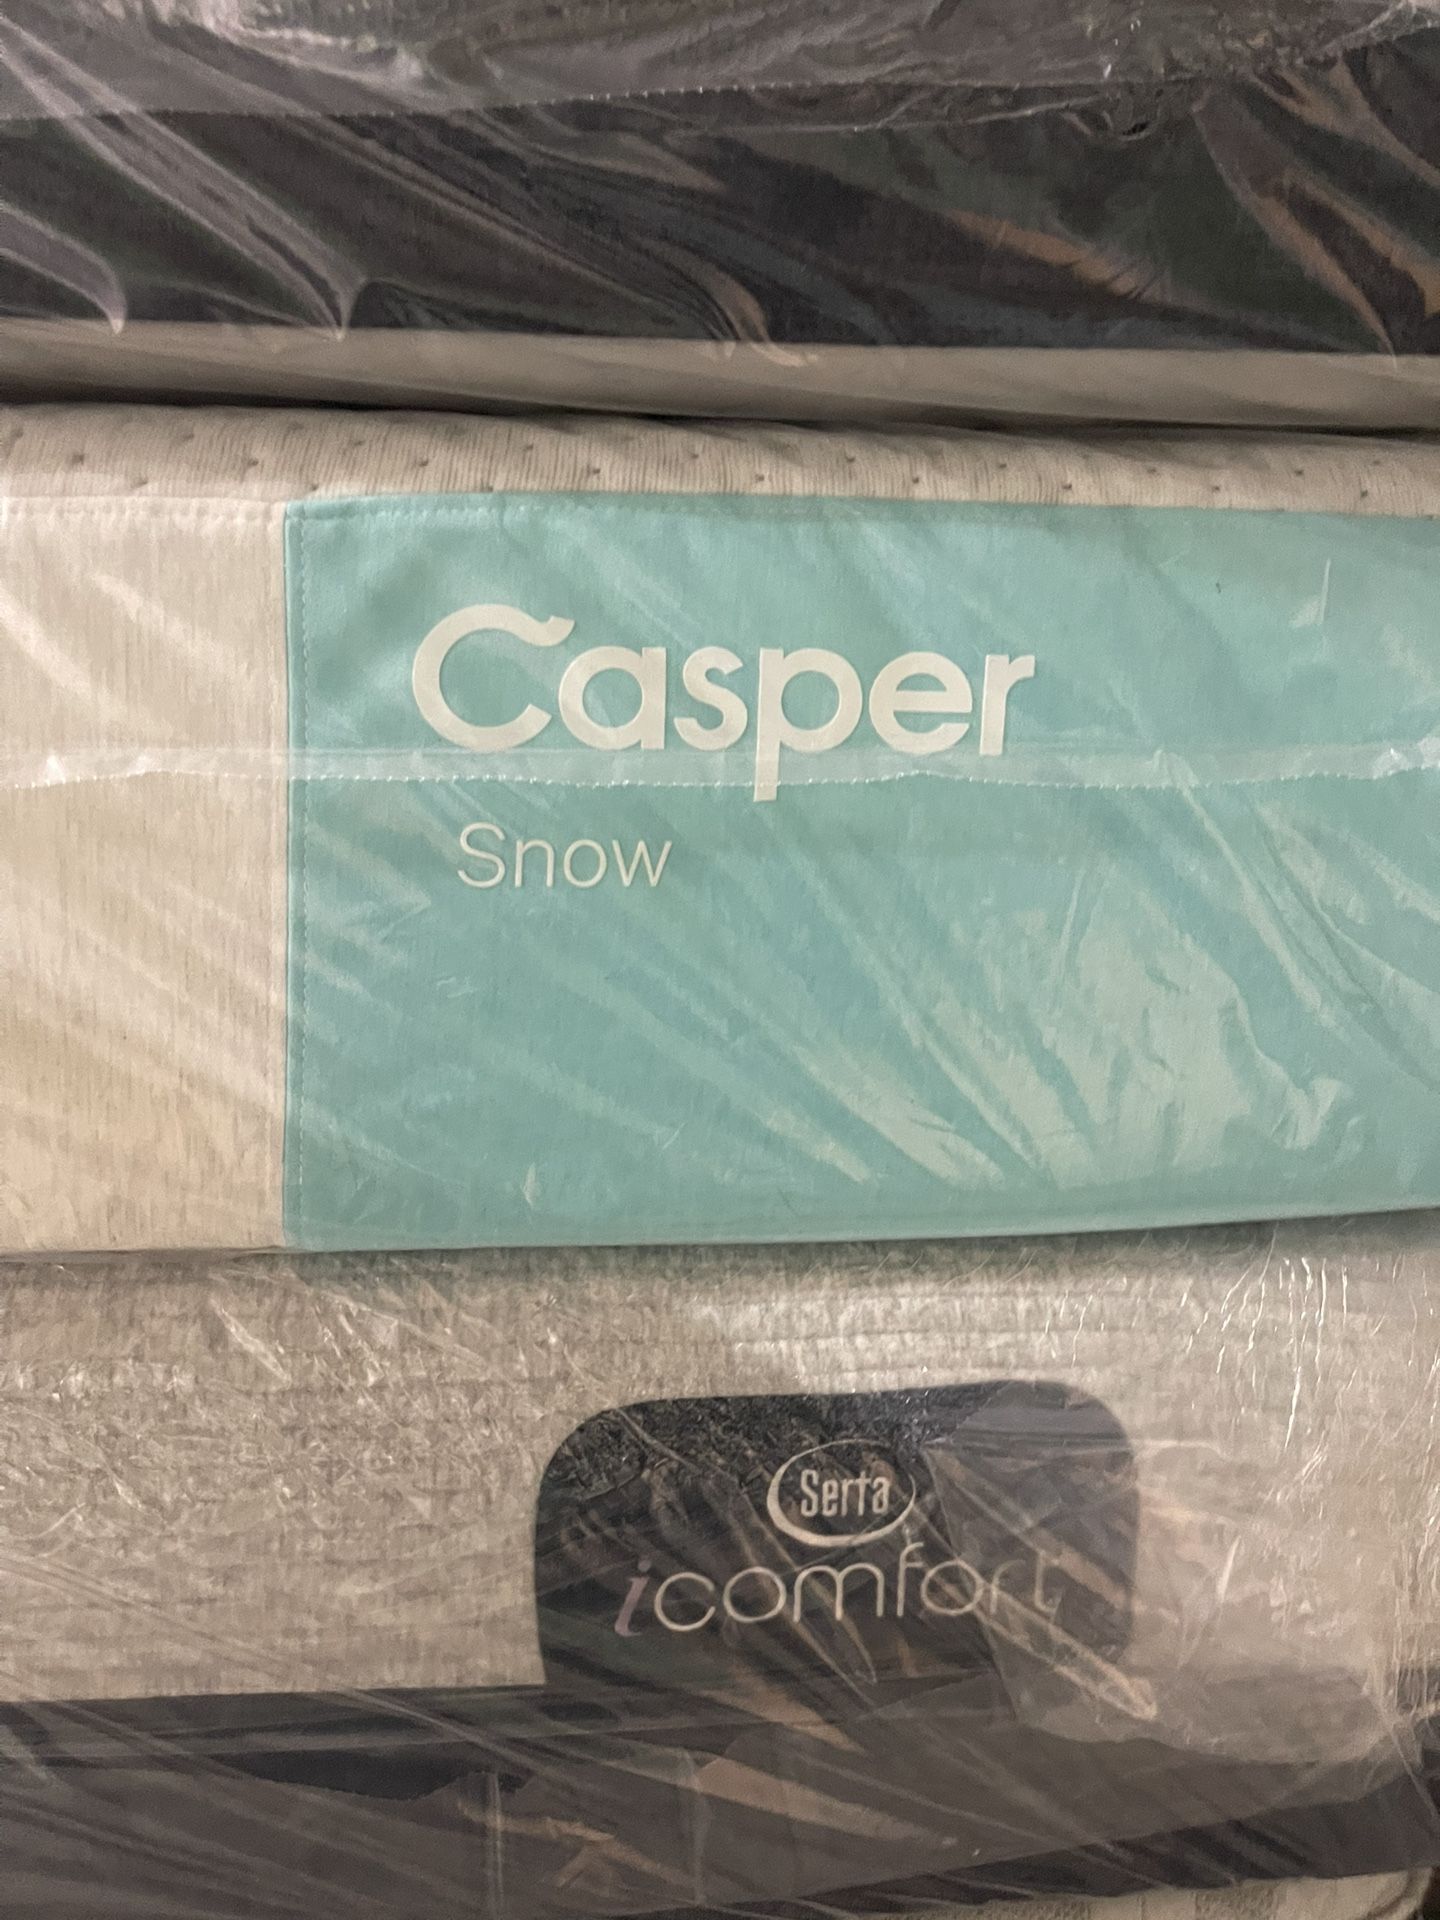 Casper
Snow
Serta
icomfort